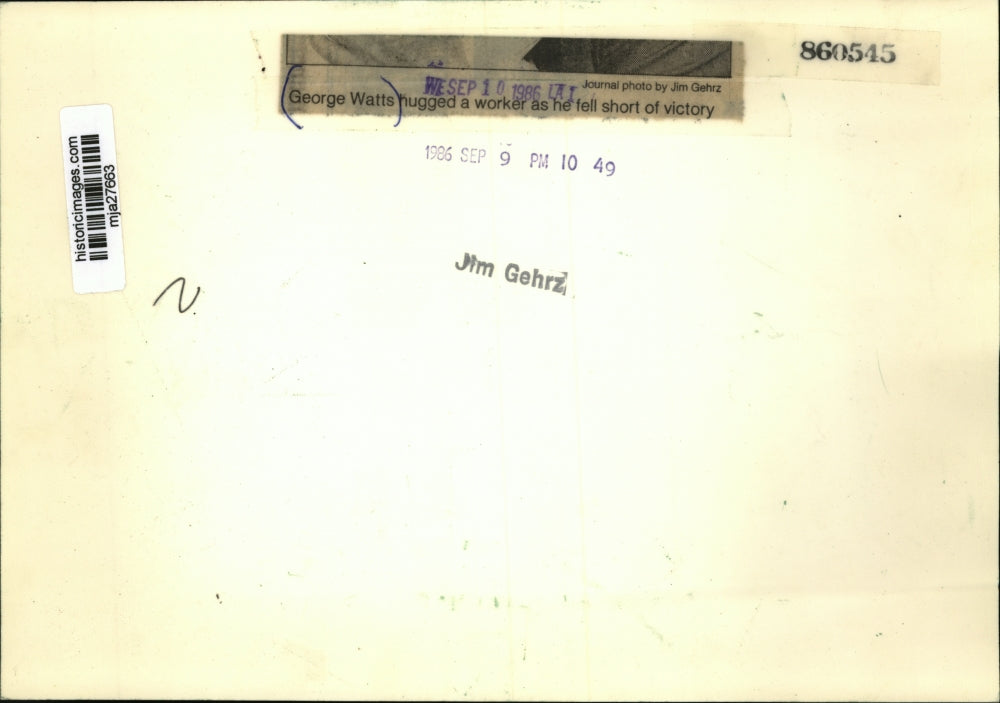 860545
Journal photo by Jim Gehrz
WE SEP 10 1986 LAT
George Watts hugged a worker as he fell short of victory
1986 SEP 9 PM 10 49
historicimages.com
mja27663
Jim Gehrz